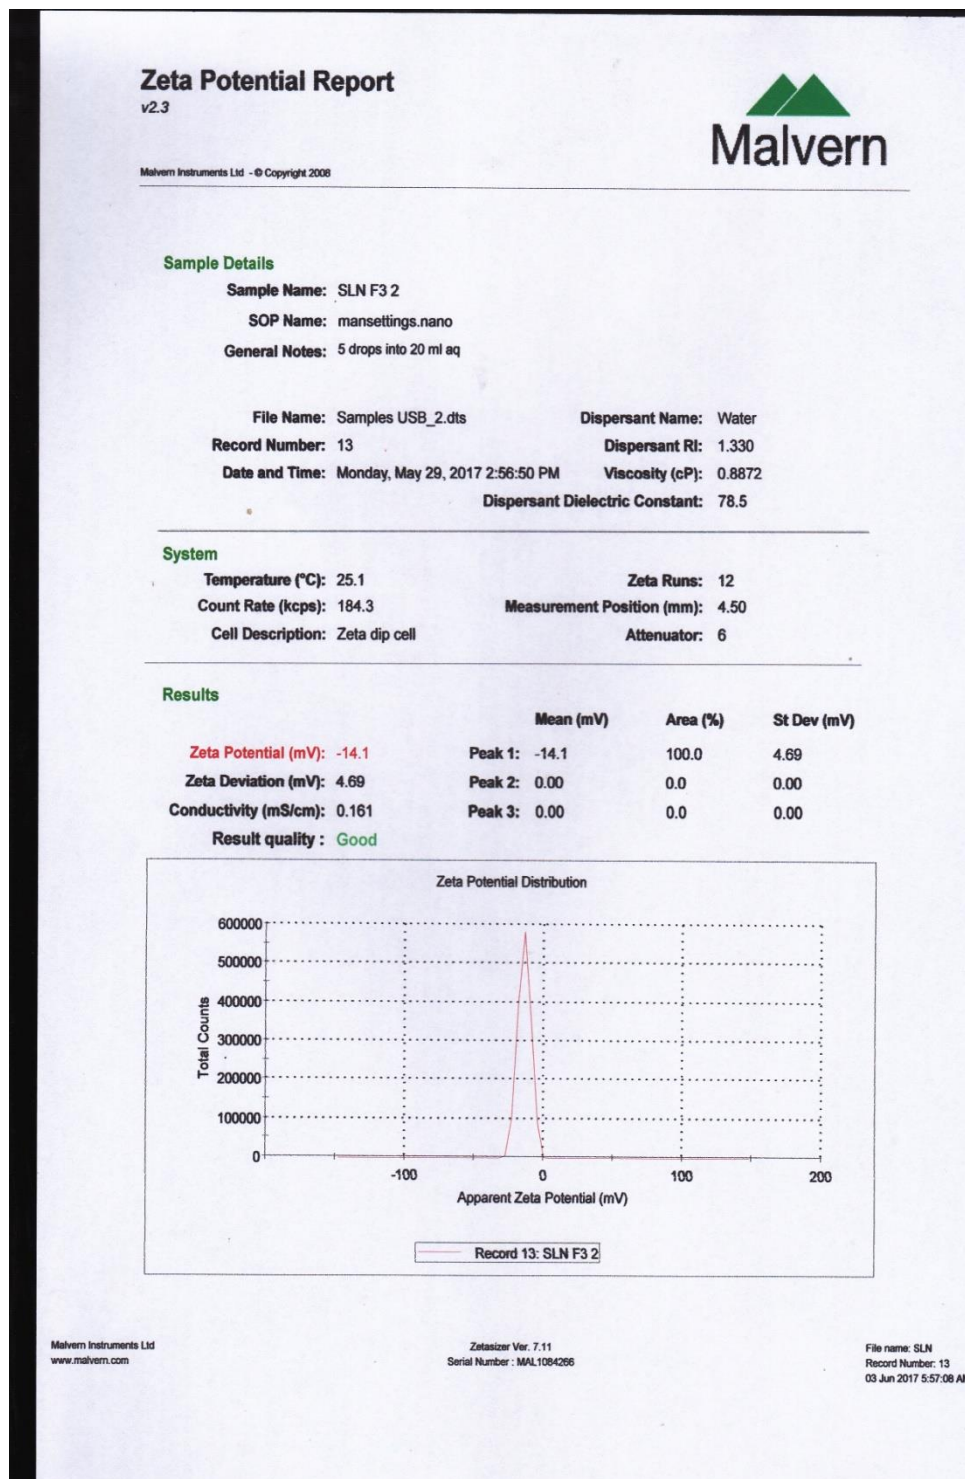 Zeta Potential Report
v2.3
Malvern
Malvern Instruments Ltd - © Copyright 2008
Sample Details
Sample Name: SLN F3 2
SOP Name: mansettings.nano
General Notes: 5 drops into 20 ml aq
File Name: Samples USB_2.dts Dispersant Name: Water
Record Number: 13 Dispersant RI: 1.330
Date and Time: Monday, May 29, 2017 2:56:50 PM Viscosity (cP): 0.8872
Dispersant Dielectric Constant: 78.5
System
Temperature (°C): 25.1 Zeta Runs: 12
Count Rate (kcps): 184.3 Measurement Position (mm): 4.50
Cell Description: Zeta dip cell Attenuator: 6
Results
Mean (mV) Area (%) St Dev (mV)
Zeta Potential (mV): -14.1 Peak 1: -14.1 100.0 4.69
Zeta Deviation (mV): 4.69 Peak 2: 0.00 0.0 0.00
Conductivity (mS/cm): 0.161 Peak 3: 0.00 0.0 0.00
Result quality : Good
Zeta Potential Distribution
600000
500000
400000
300000
200000
100000
0
Total Counts
-100 0 100 200
Apparent Zeta Potential (mV)
Record 13: SLN F3 2
Malvern Instruments Ltd
www.malvern.com
Zetasizer Ver. 7.11
Serial Number : MAL1084266
File name: SLN
Record Number: 13
03 Jun 2017 5:57:08 A